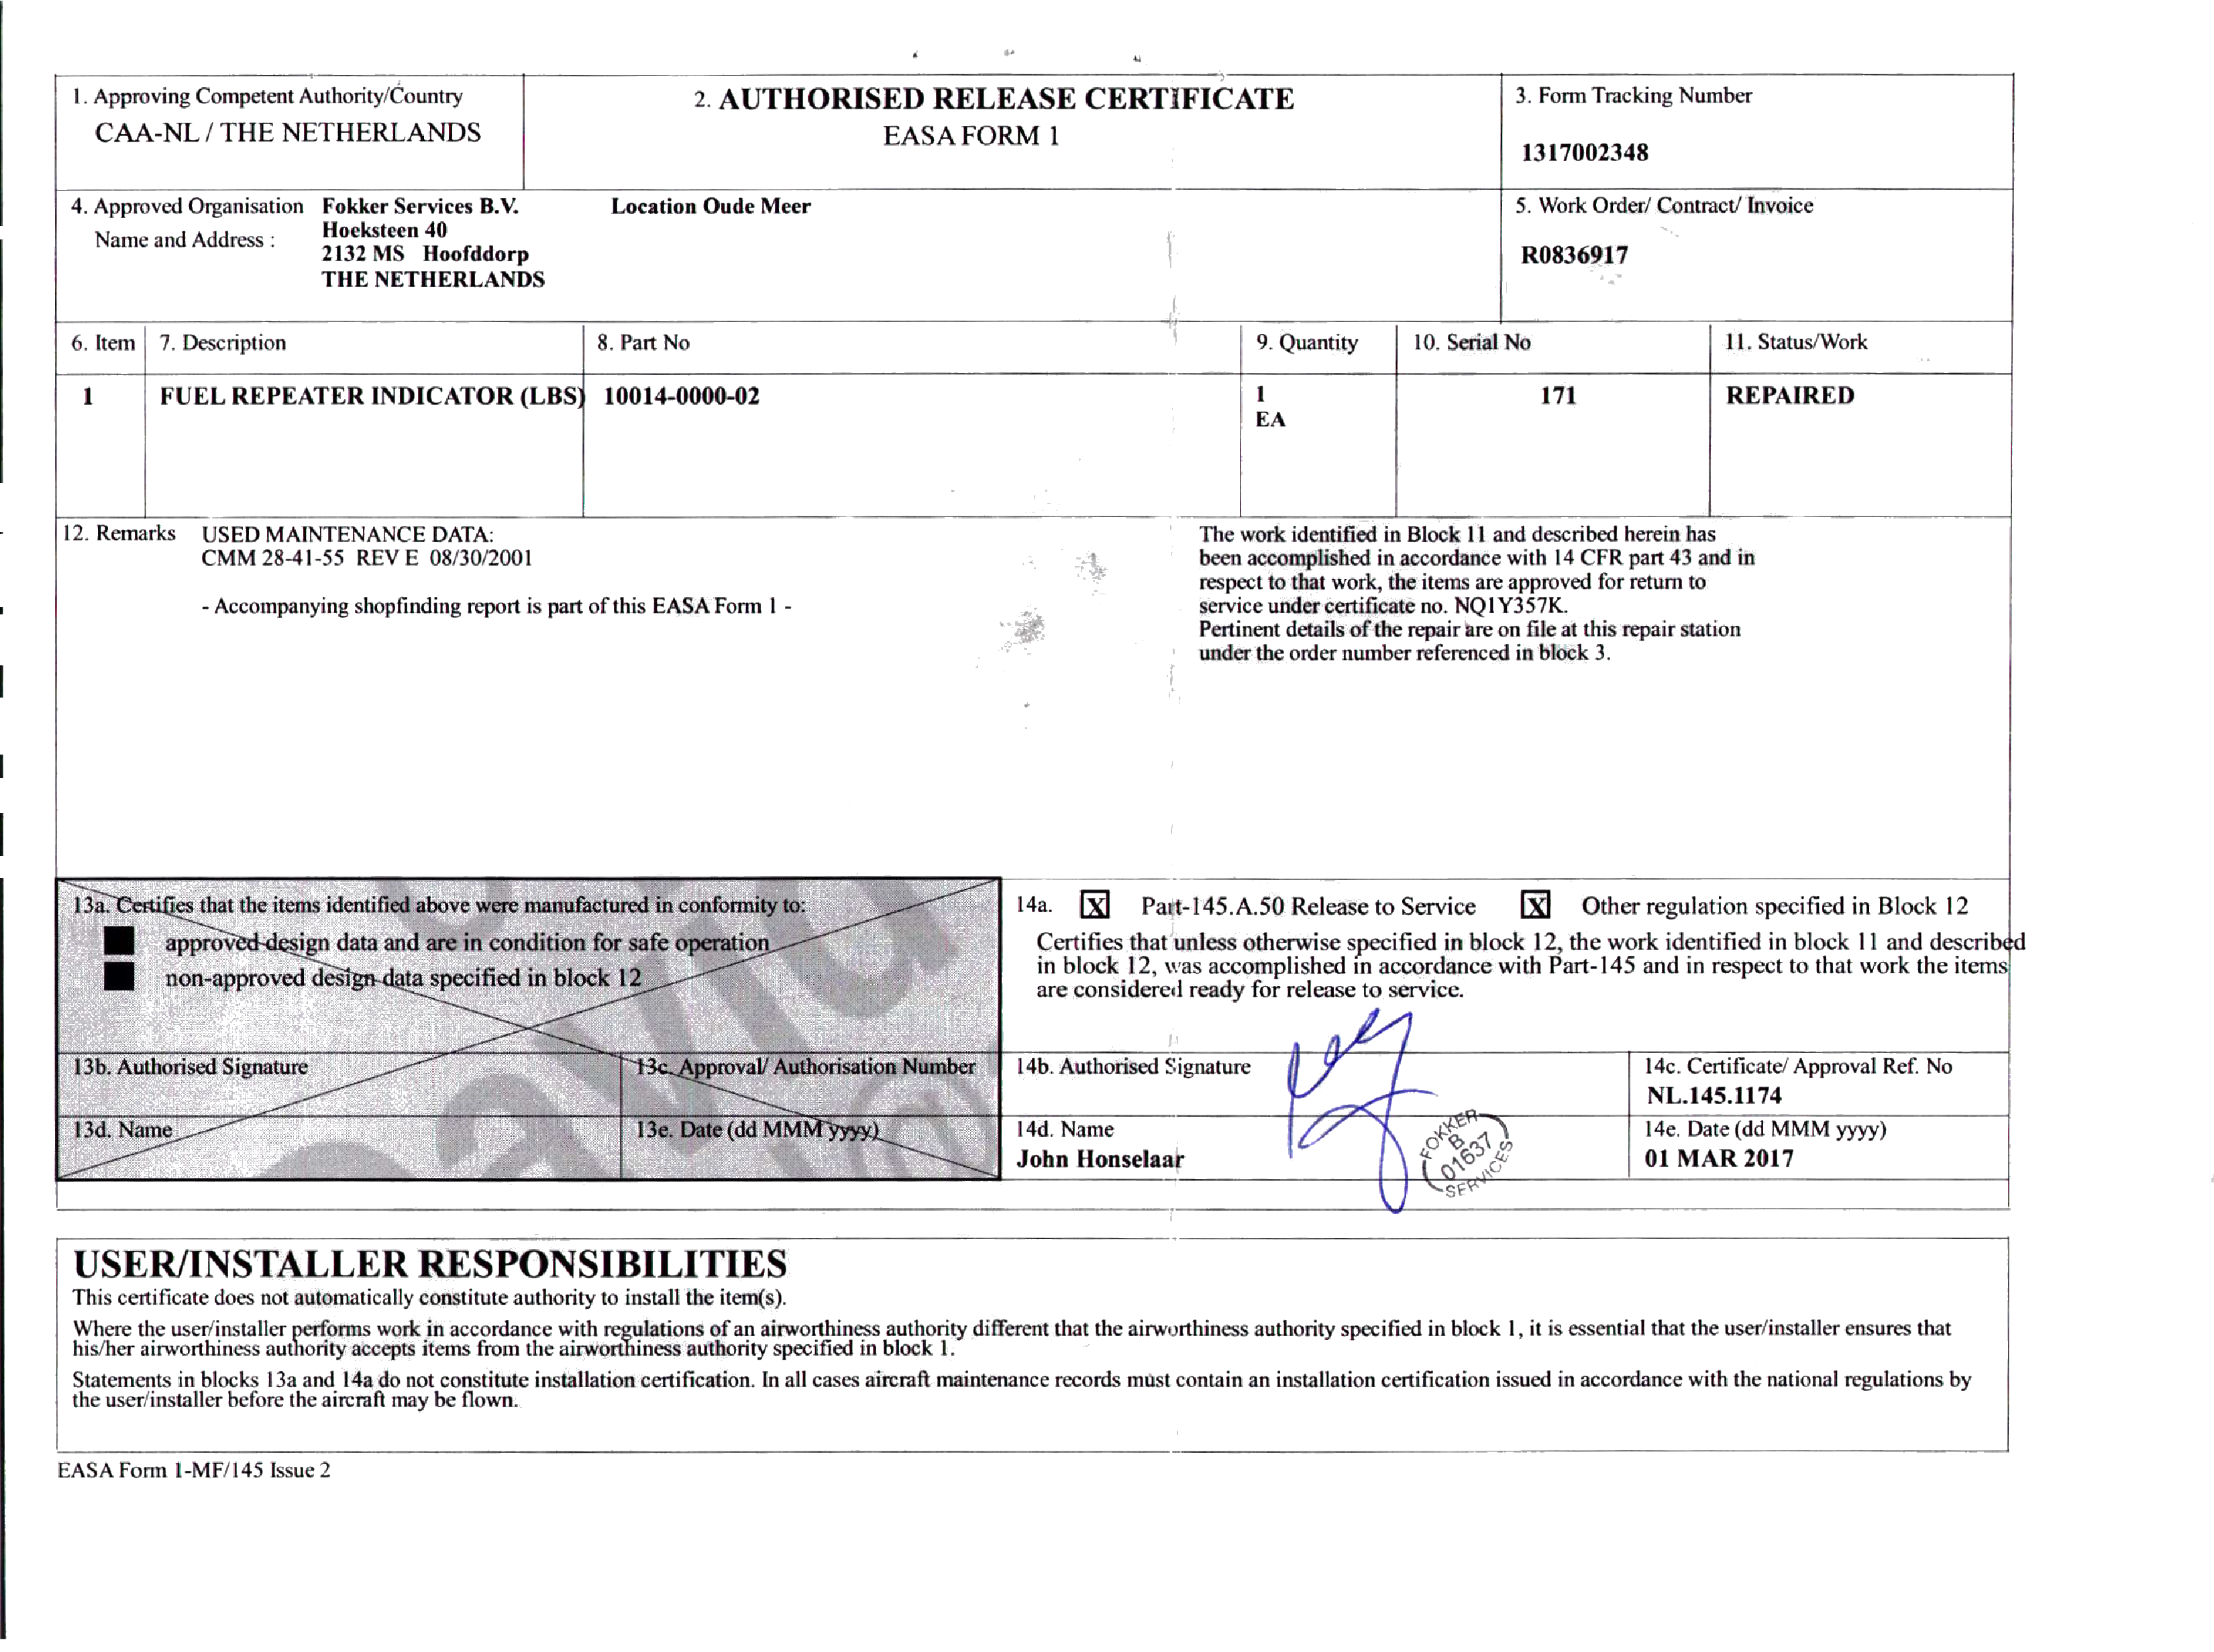 1. Approving Competent Authority/Country
CAA-NL / THE NETHERLANDS
2. AUTHORISED RELEASE CERTIFICATE
EASA FORM 1
3. Form Tracking Number
1317002348
4. Approved Organisation Name and Address :
Fokker Services B.V. Location Oude Meer
Hoeksteen 40
2132 MS Hoofddorp
THE NETHERLANDS
5. Work Order/ Contract/ Invoice
R0836917
6. Item 7. Description 8. Part No 9. Quantity 10. Serial No 11. Status/Work
1 FUEL REPEATER INDICATOR (LBS) 10014-0000-02 1 171 REPAIRED
EA
12. Remarks USED MAINTENANCE DATA:
CMM 28-41-55 REV E 08/30/2001
- Accompanying shopfinding report is part of this EASA Form 1 -
The work identified in Block 11 and described herein has
been accomplished in accordance with 14 CFR part 43 and in
respect to that work, the items are approved for return to
service under certificate no. NQ1Y357K.
Pertinent details of the repair are on file at this repair station
under the order number referenced in block 3.
13a. Certifies that the items identified above were manufactured in conformity to:
approved design data and are in condition for safe operation
non-approved design data specified in block 12
13b. Authorised Signature
13c. Approval/ Authorisation Number
13d. Name
13e. Date (dd MMM yyyy)
14a. X Part-145.A.50 Release to Service X Other regulation specified in Block 12
Certifies that unless otherwise specified in block 12, the work identified in block 11 and described
in block 12, was accomplished in accordance with Part-145 and in respect to that work the items
are considered ready for release to service.
14b. Authorised Signature
14c. Certificate/ Approval Ref. No
NL.145.1174
14d. Name
John Honselaar
FOKKER
B
01637
SERVICES
14e. Date (dd MMM yyyy)
01 MAR 2017
USER/INSTALLER RESPONSIBILITIES
This certificate does not automatically constitute authority to install the item(s).
Where the user/installer performs work in accordance with regulations of an airworthiness authority different that the airworthiness authority specified in block 1, it is essential that the user/installer ensures that
his/her airworthiness authority accepts items from the airworthiness authority specified in block 1.
Statements in blocks 13a and 14a do not constitute installation certification. In all cases aircraft maintenance records must contain an installation certification issued in accordance with the national regulations by
the user/installer before the aircraft may be flown.
EASA Form 1-MF/145 Issue 2